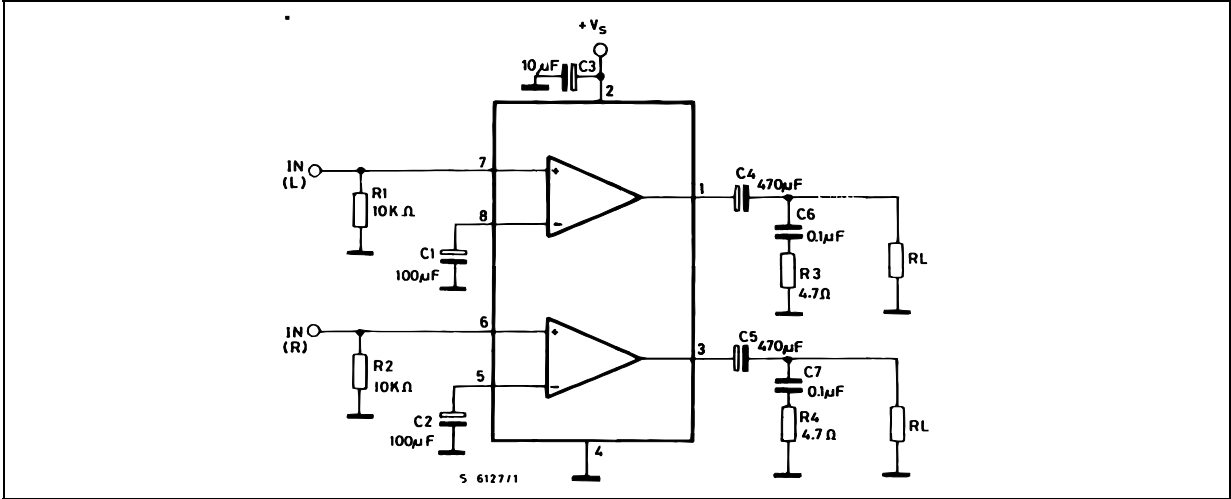 + Vs
10 µF C3
2
IN
(L)
7
R1
10KΩ
+
8
-
C1
100µF
1
C4
470µF
C6
0.1µF
R3
4.7Ω
RL
IN
(R)
6
R2
10KΩ
+
5
-
C2
100µF
3
C5
470µF
C7
0.1µF
R4
4.7Ω
RL
4
S 6127/1